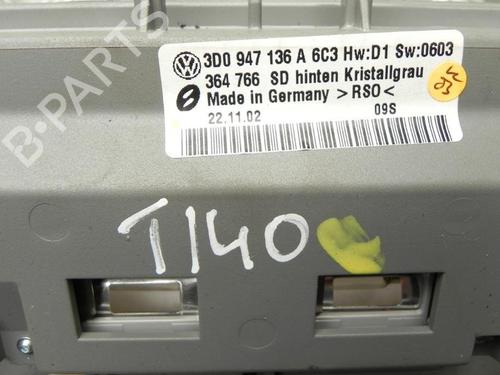 3D0 947 136 A 6C3 Hw:D1 Sw:0603
364 766 SD hinten Kristallgrau
Made in Germany >RSO<
22.11.02 09S
T140
B-PARTS